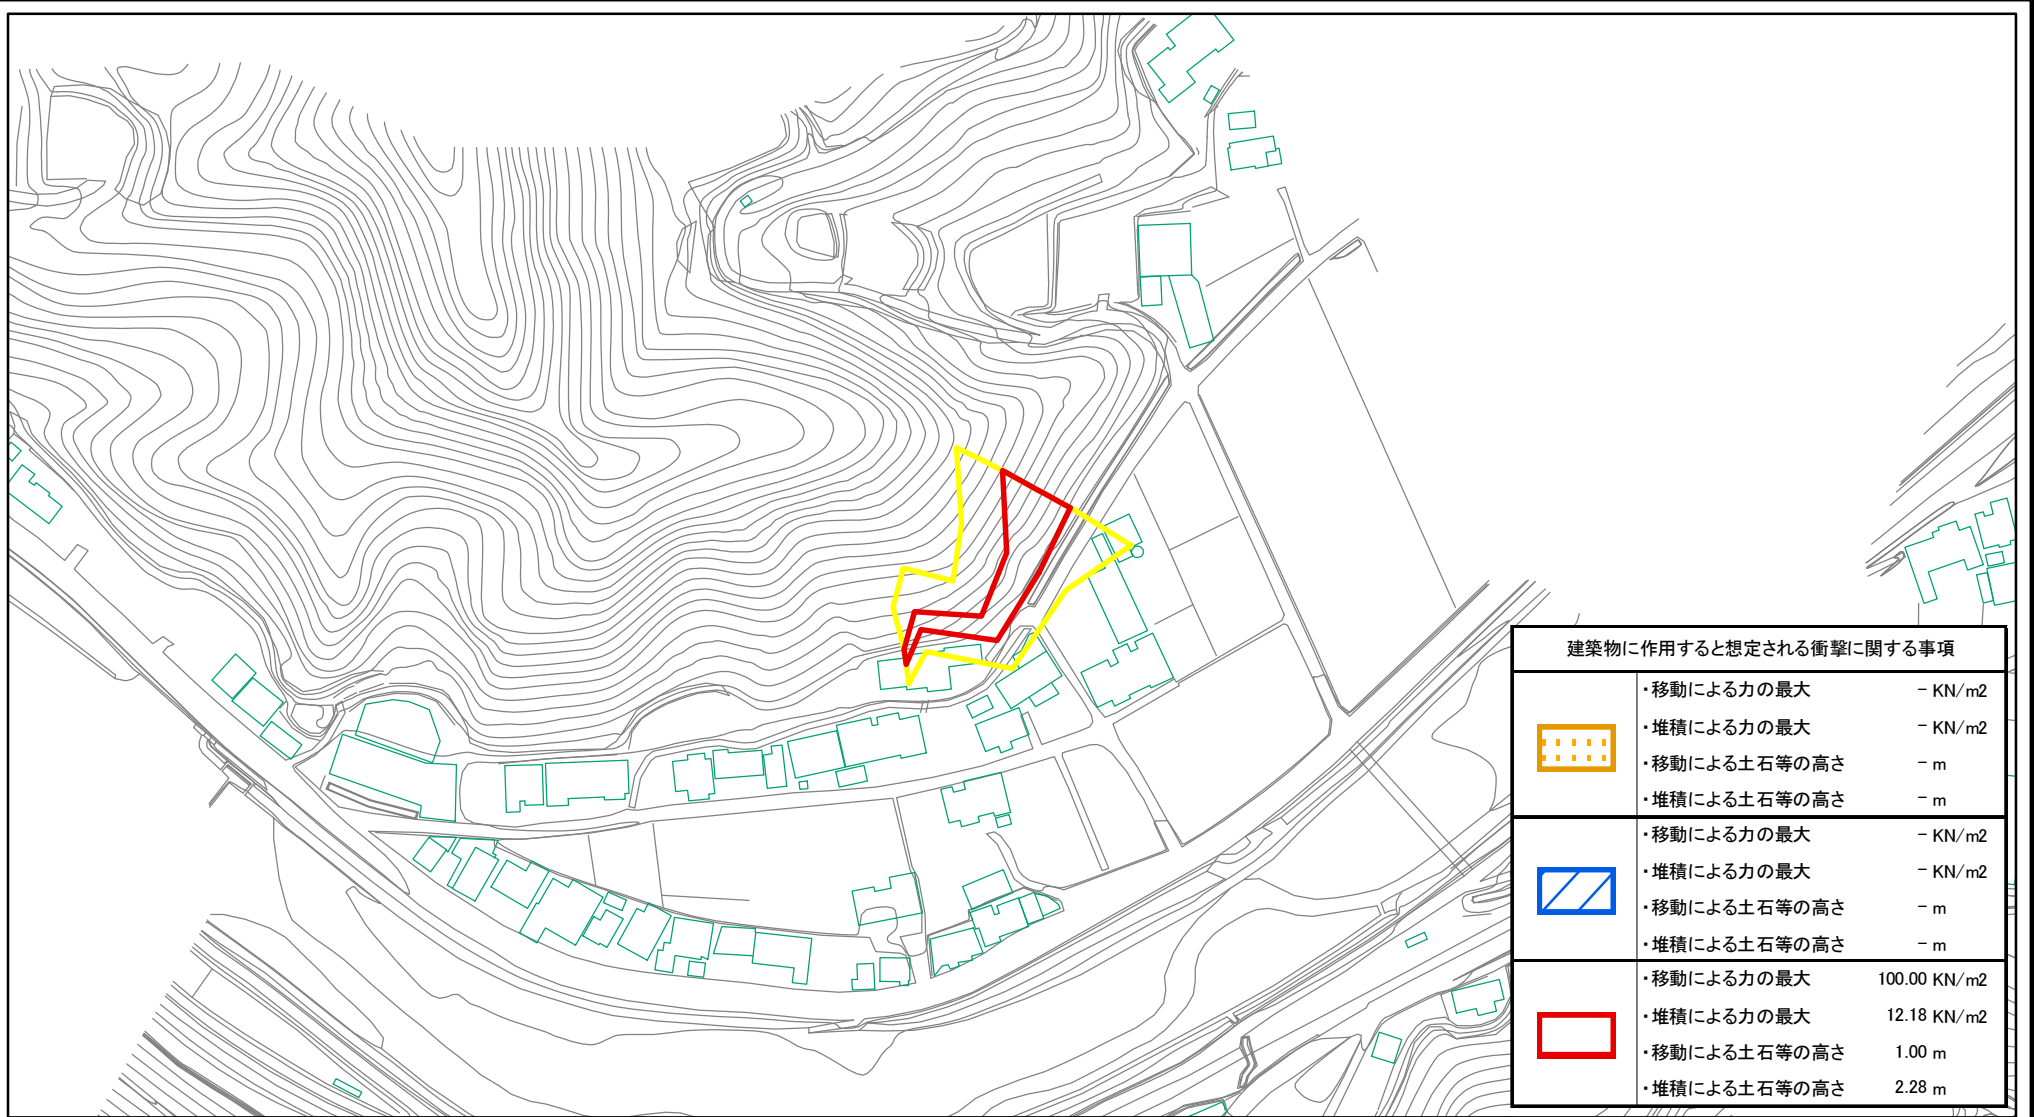 建築物に作用すると想定される衝撃に関する事項
・移動による力の最大 － KN/m2
・堆積による力の最大 － KN/m2
・移動による土石等の高さ － m
・堆積による土石等の高さ － m
・移動による力の最大 － KN/m2
・堆積による力の最大 － KN/m2
・移動による土石等の高さ － m
・堆積による土石等の高さ － m
・移動による力の最大 100.00 KN/m2
・堆積による力の最大 12.18 KN/m2
・移動による土石等の高さ 1.00 m
・堆積による土石等の高さ 2.28 m